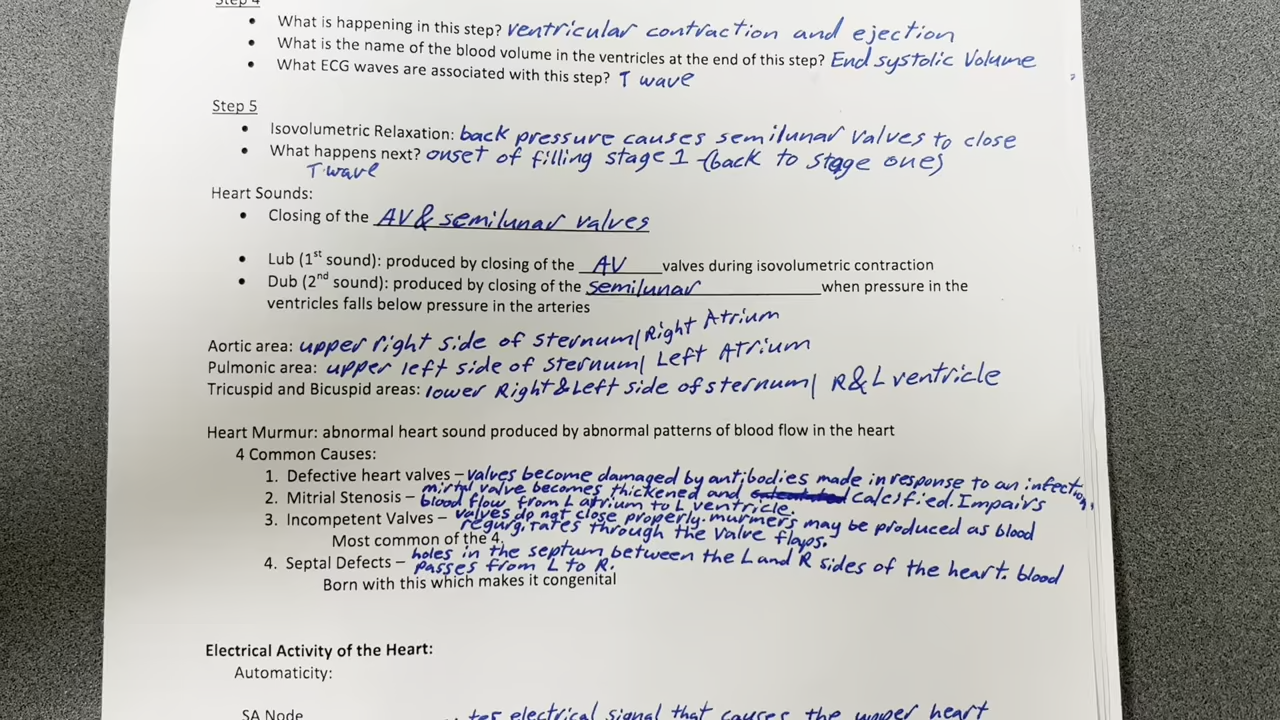 Step 4
• What is happening in this step? ventricular contraction and ejection
• What is the name of the blood volume in the ventricles at the end of this step? End systolic Volume
• What ECG waves are associated with this step? T wave
Step 5
• Isovolumetric Relaxation: back pressure causes semilunar valves to close
• What happens next? onset of filling stage 1 (back to stage one)
T wave
Heart Sounds:
• Closing of the AV & semilunar valves
• Lub (1st sound): produced by closing of the AV valves during isovolumetric contraction
• Dub (2nd sound): produced by closing of the semilunar when pressure in the
ventricles falls below pressure in the arteries
Aortic area: upper right side of sternum/Right Atrium
Pulmonic area: upper left side of sternum/ Left Atrium
Tricuspid and Bicuspid areas: lower Right & Left side of sternum/ R&L ventricle
Heart Murmur: abnormal heart sound produced by abnormal patterns of blood flow in the heart
4 Common Causes:
1. Defective heart valves – valves become damaged by antibodies made in response to an infection.
2. Mitrial Stenosis – mirtal valve becomes thickened and calcified. Impairs
blood flow from L atrium to L ventricle.
3. Incompetent Valves – valves do not close properly. murmers may be produced as blood
regurgitates through the valve flaps.
Most common of the 4.
4. Septal Defects – holes in the septum between the L and R sides of the heart. blood
passes from L to R.
Born with this which makes it congenital
Electrical Activity of the Heart:
Automaticity:
SA Node electrical signal that causes the upper heart